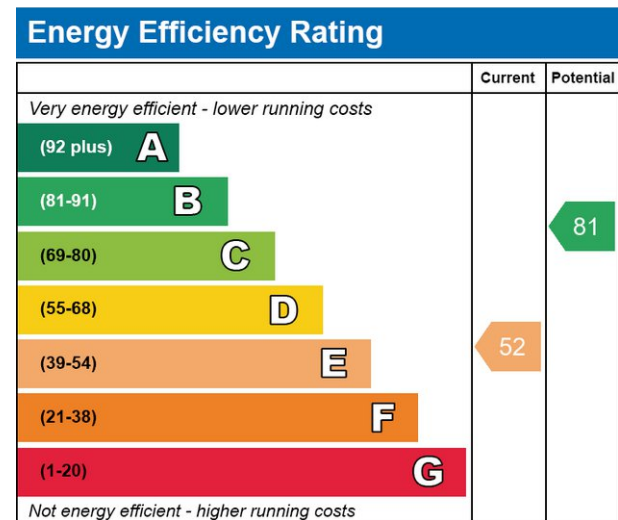 Energy Efficiency Rating
Current Potential
Very energy efficient - lower running costs
(92 plus) A
(81-91) B
81
(69-80) C
(55-68) D
52
(39-54) E
(21-38) F
(1-20) G
Not energy efficient - higher running costs